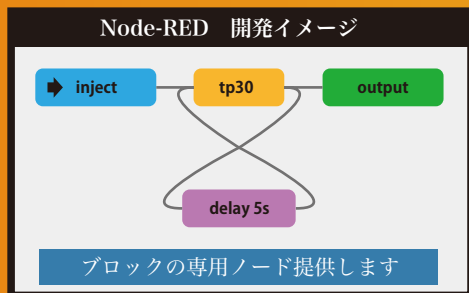 Node-RED　開発イメージ
inject
tp30
output
delay 5s
ブロックの専用ノード提供します